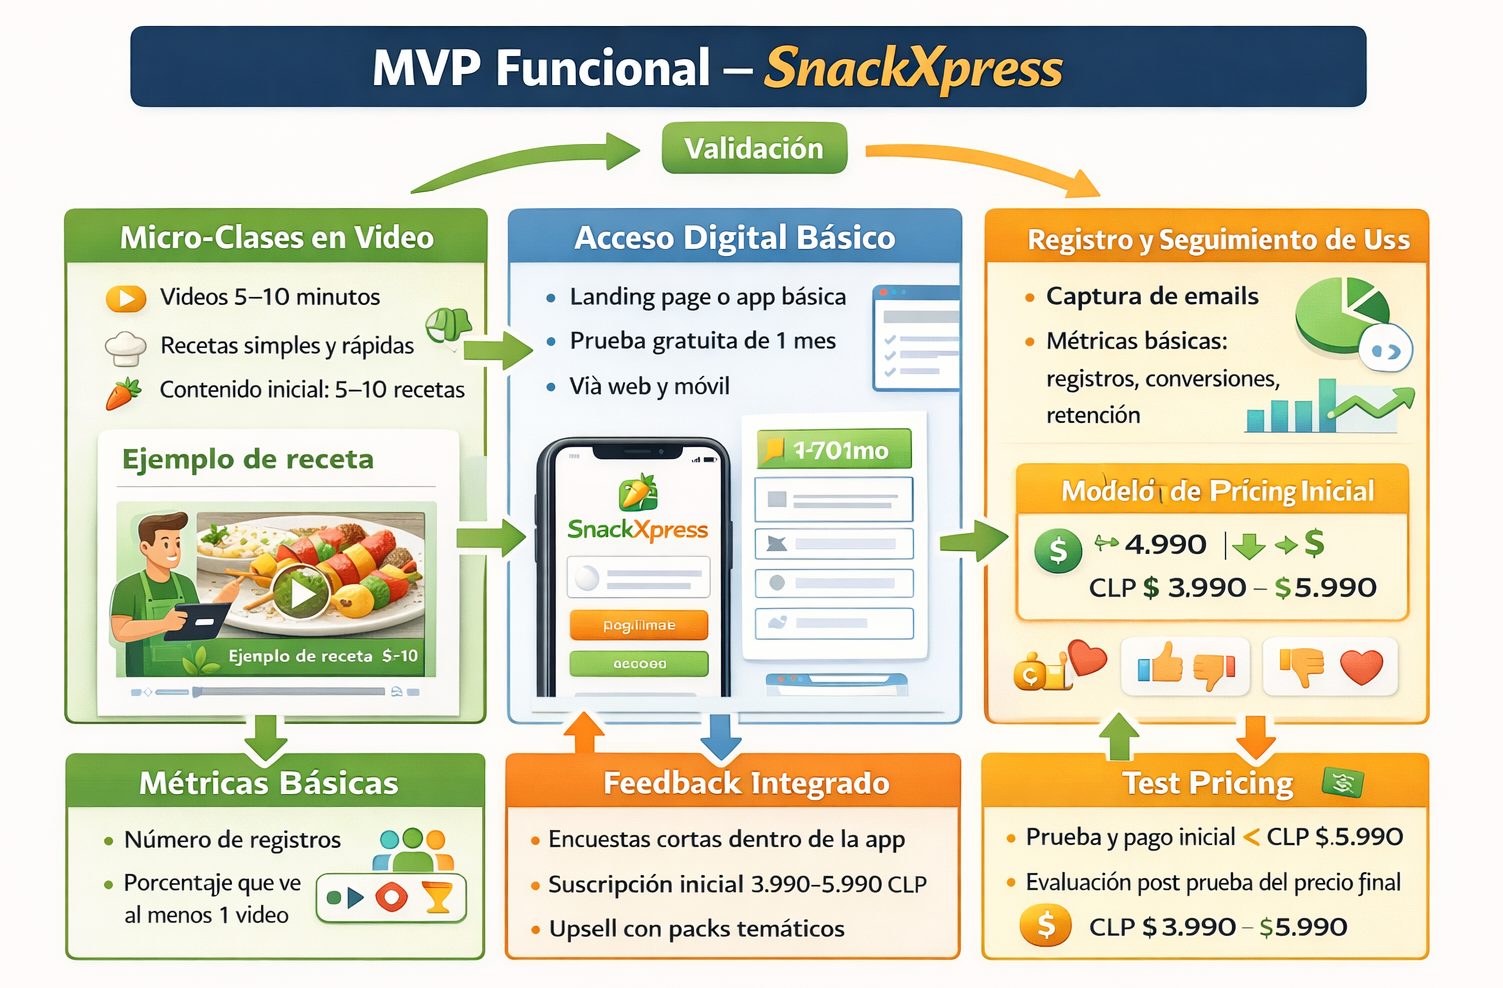 MVP Funcional – SnackXpress
Validación
Micro-Clases en Video
Videos 5–10 minutos
Recetas simples y rápidas
Contenido inicial: 5–10 recetas
Ejemplo de receta
Ejenplo de receta $-10
Acceso Digital Básico
Landing page o app básica
Prueba gratuita de 1 mes
Vià web y móvil
SnackXpress
1-701mo
Registro y Seguimiento de Uss
Captura de emails
Métricas básicas:
registros, conversiones,
retención
Modeló de Pricing Inicial
$ 4.990 | $
CLP $ 3.990 – $5.990
Métricas Básicas
Número de registros
Porcentaje que ve
al menos 1 video
Feedback Integrado
Encuestas cortas dentro de la app
Suscripción inicial 3.990–5.990 CLP
Upsell con packs temáticos
Test Pricing
Prueba y pago inicial < CLP $.5.990
Evaluación post prueba del precio final
$ CLP $3.990 – $5.990